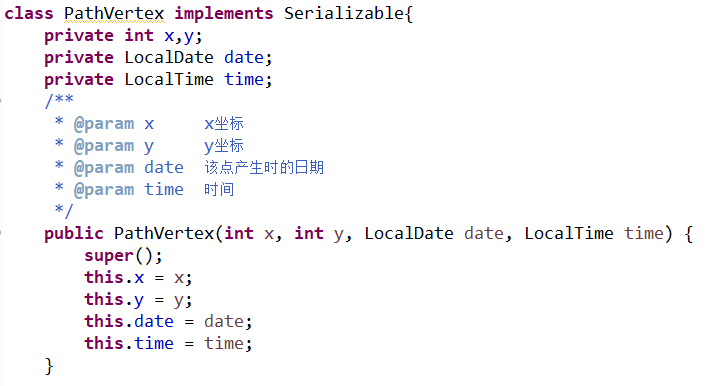 class PathVertex implements Serializable{
    private int x,y;
    private LocalDate date;
    private LocalTime time;
    /**
     * @param x     x坐标
     * @param y     y坐标
     * @param date  该点产生时的日期
     * @param time  时间
     */
    public PathVertex(int x, int y, LocalDate date, LocalTime time) {
        super();
        this.x = x;
        this.y = y;
        this.date = date;
        this.time = time;
    }